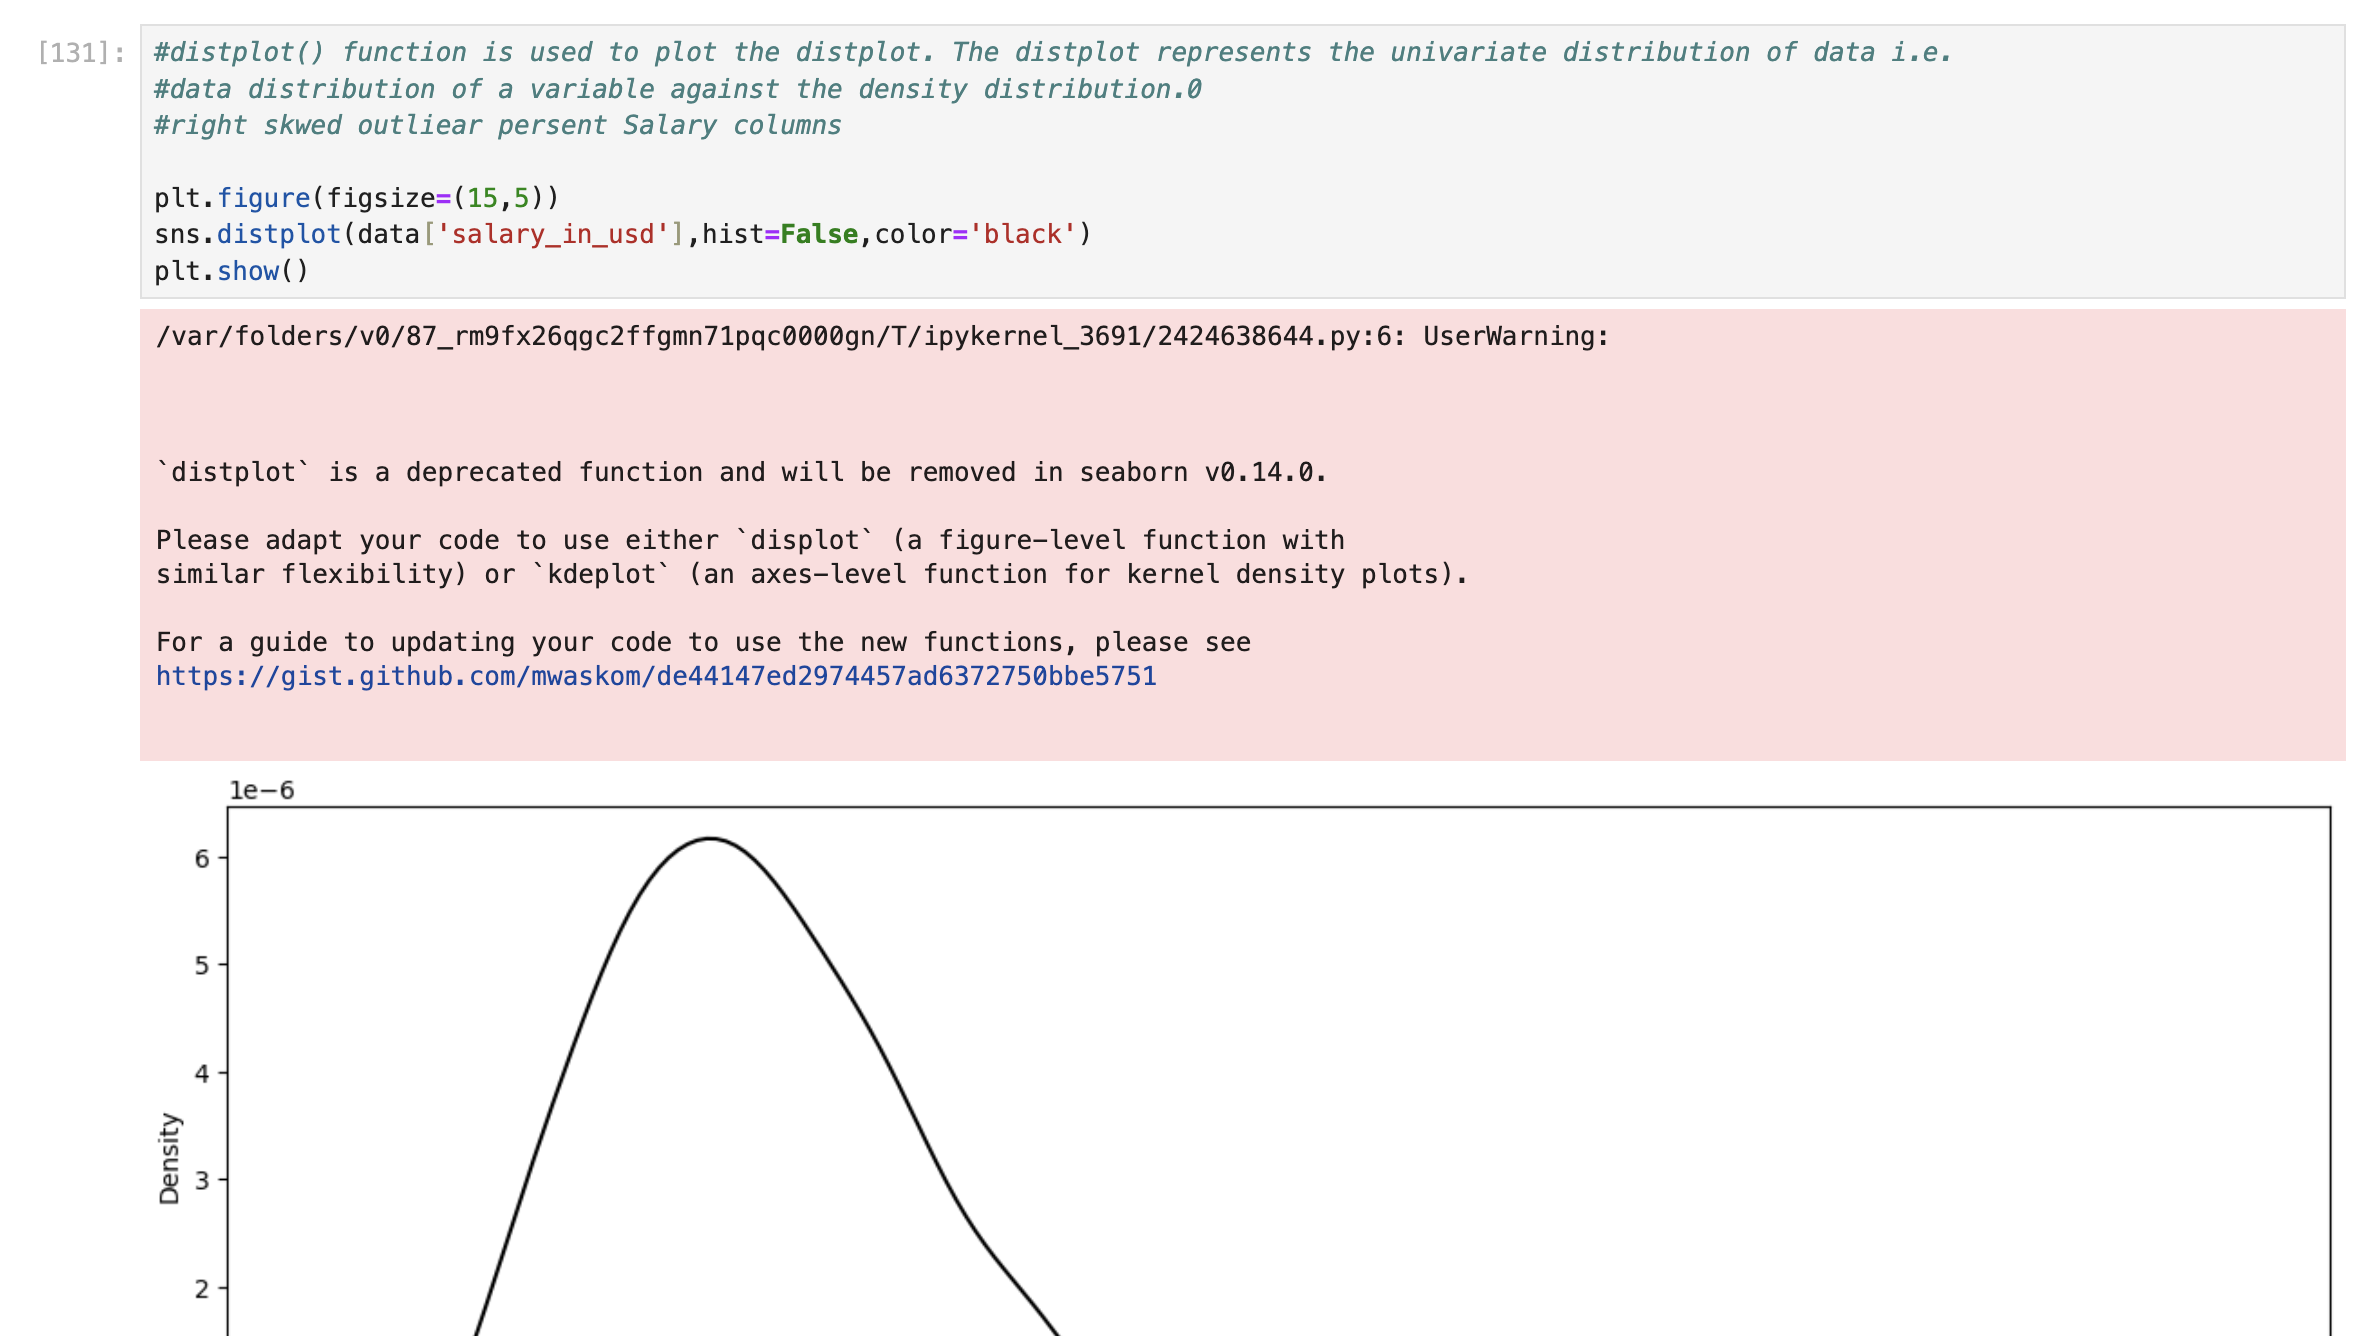 [131]: #distplot() function is used to plot the distplot. The distplot represents the univariate distribution of data i.e.
#data distribution of a variable against the density distribution.0
#right skwed outliear persent Salary columns
plt.figure(figsize=(15,5))
sns.distplot(data['salary_in_usd'],hist=False,color='black')
plt.show()
/var/folders/v0/87_rm9fx26qgc2ffgmn71pqc0000gn/T/ipykernel_3691/2424638644.py:6: UserWarning:
`distplot` is a deprecated function and will be removed in seaborn v0.14.0.
Please adapt your code to use either `displot` (a figure-level function with
similar flexibility) or `kdeplot` (an axes-level function for kernel density plots).
For a guide to updating your code to use the new functions, please see
https://gist.github.com/mwaskom/de44147ed2974457ad6372750bbe5751
1e−6
6
5
4
Density
3
2